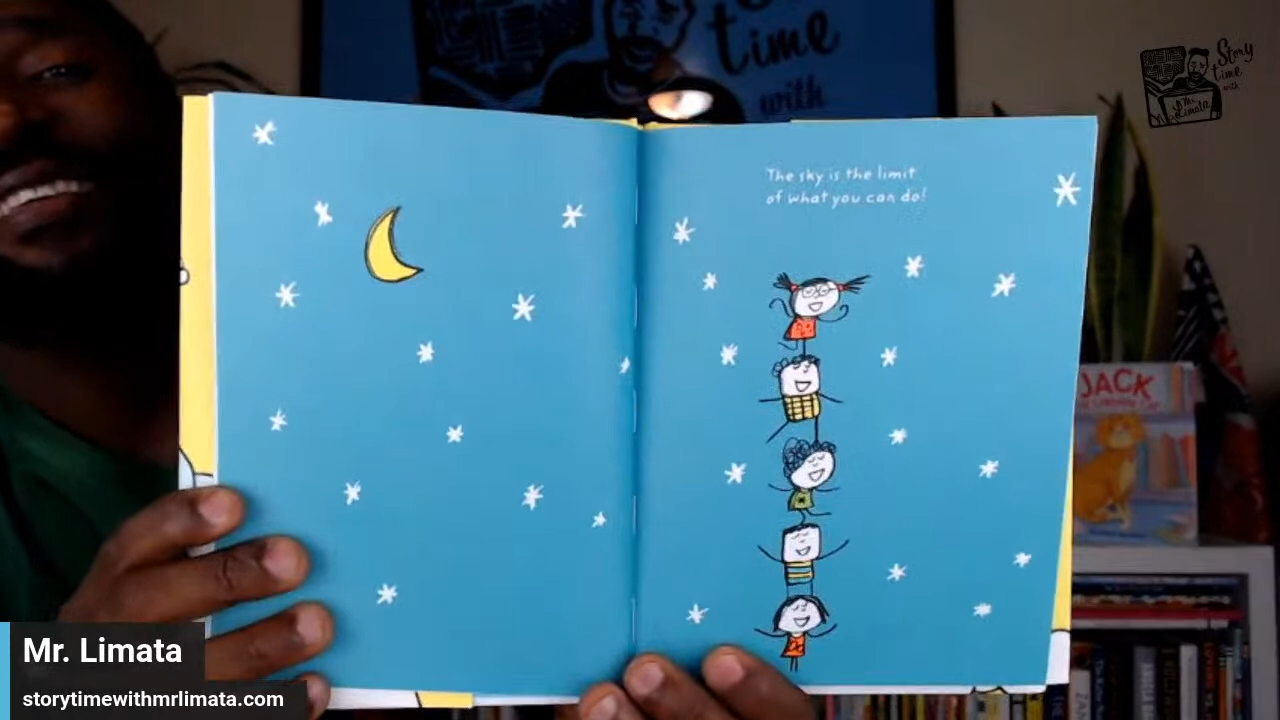 time
with
Story
time
with
Mr.
Limata
The sky is the limit
of what you can do!
JACK
Mr. Limata
storytimewithmrlimata.com